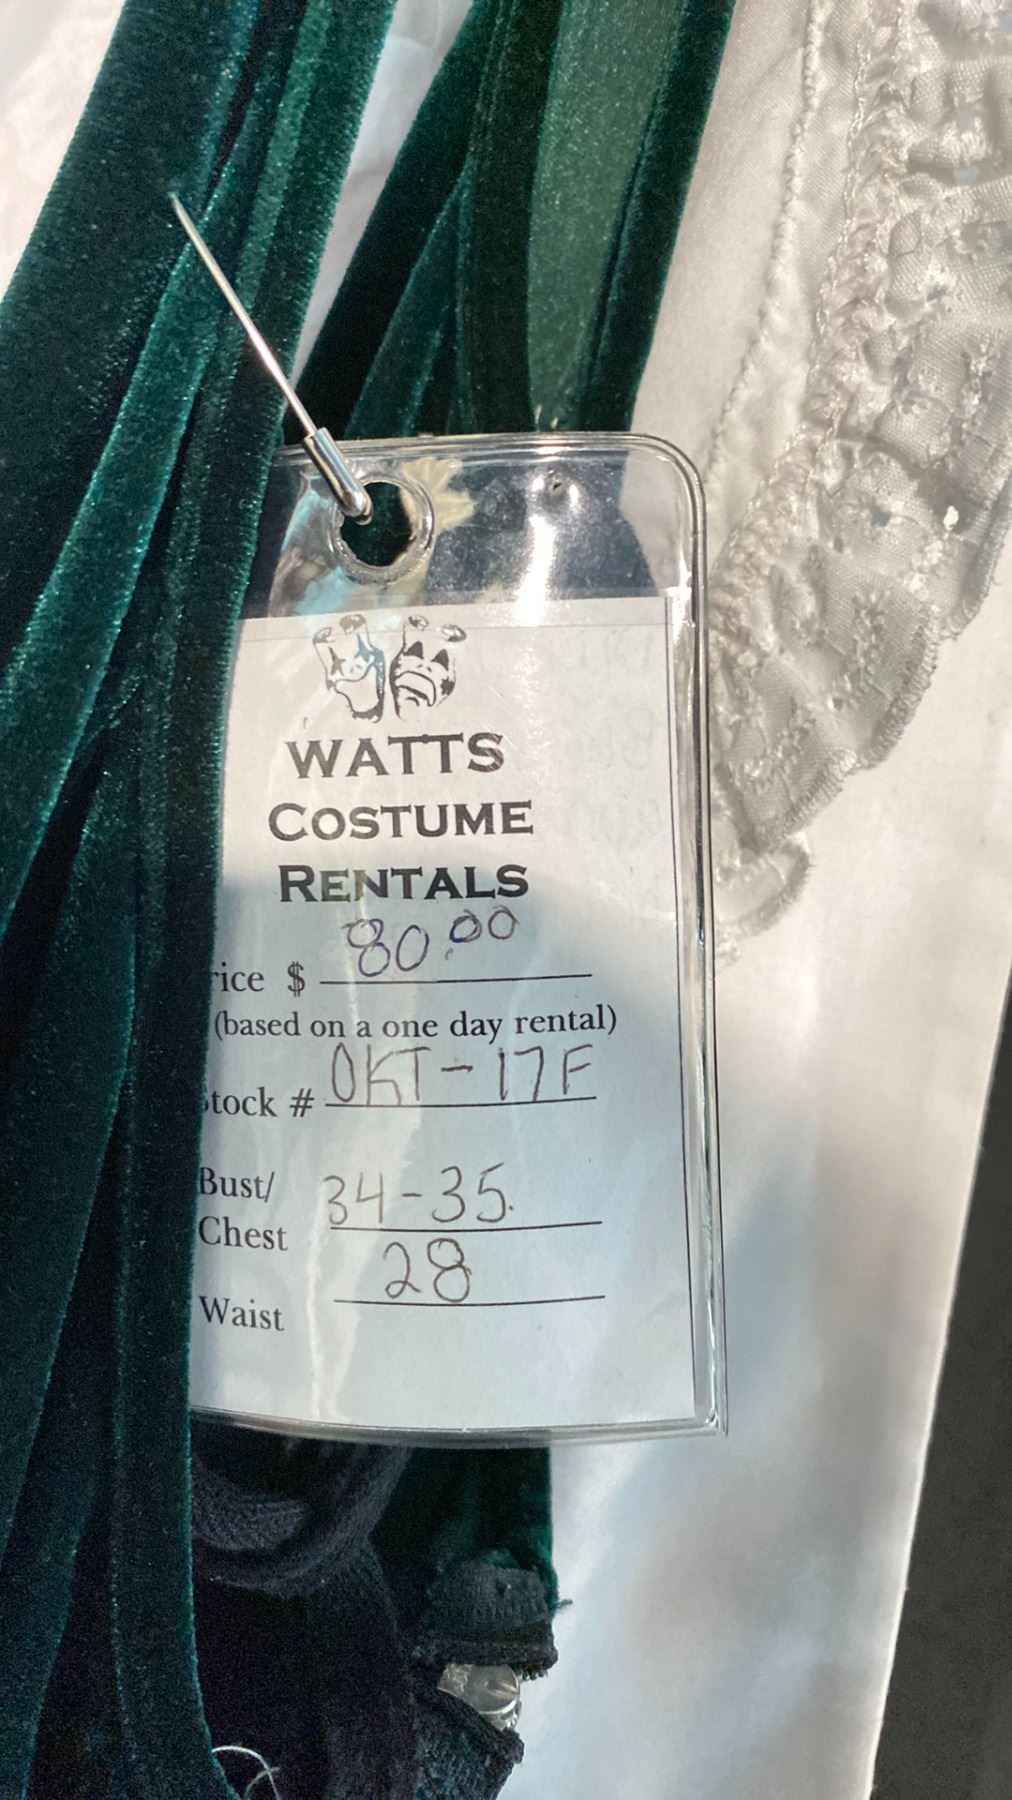 WATTS
COSTUME
RENTALS
rice $ 80.00
(based on a one day rental)
tock # OKT-17F
Bust/
Chest 34-35
Waist 28